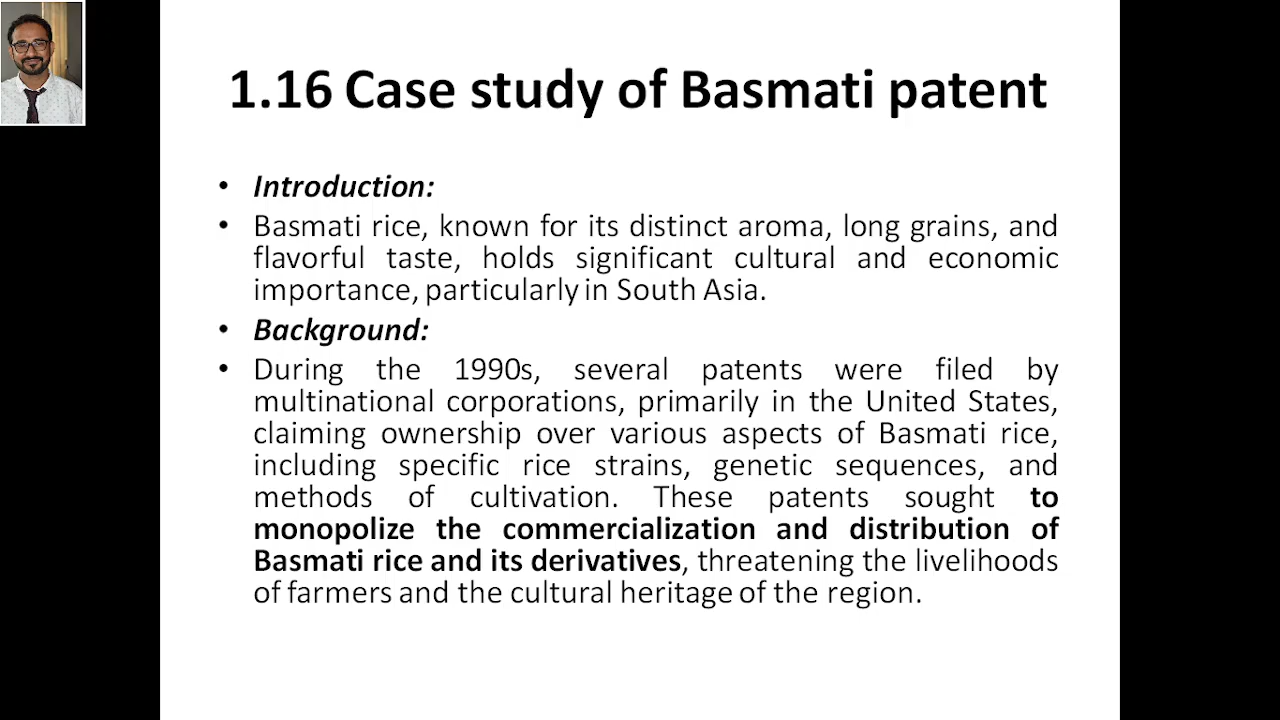 1.16 Case study of Basmati patent
• Introduction:
• Basmati rice, known for its distinct aroma, long grains, and
flavorful taste, holds significant cultural and economic
importance, particularly in South Asia.
• Background:
• During the 1990s, several patents were filed by
multinational corporations, primarily in the United States,
claiming ownership over various aspects of Basmati rice,
including specific rice strains, genetic sequences, and
methods of cultivation. These patents sought to
monopolize the commercialization and distribution of
Basmati rice and its derivatives, threatening the livelihoods
of farmers and the cultural heritage of the region.